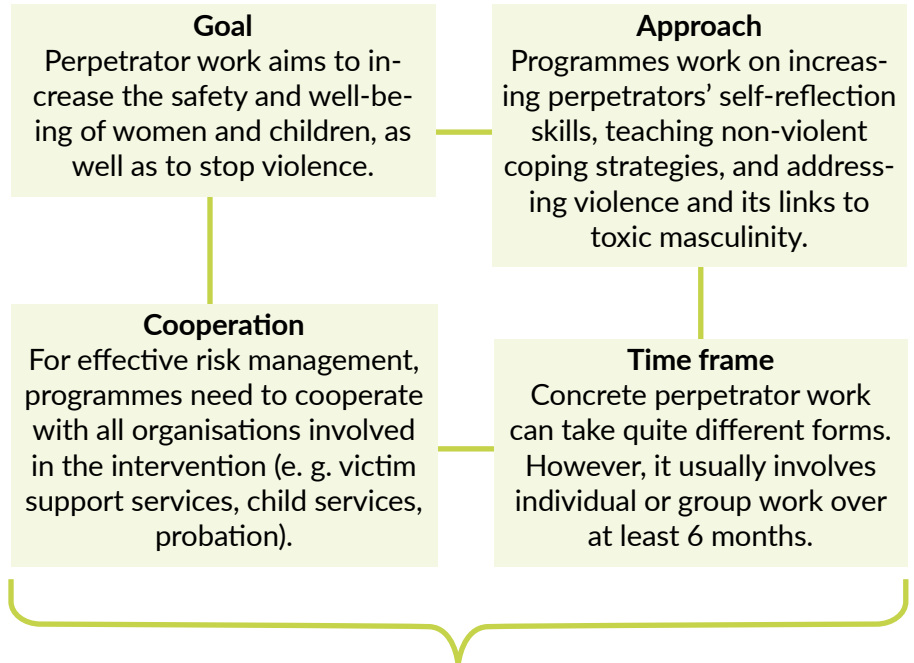 Goal
Perpetrator work aims to in-
crease the safety and well-be-
ing of women and children, as
well as to stop violence.
Approach
Programmes work on increas-
ing perpetrators’ self-reflection
skills, teaching non-violent
coping strategies, and address-
ing violence and its links to
toxic masculinity.
Cooperation
For effective risk management,
programmes need to cooperate
with all organisations involved
in the intervention (e. g. victim
support services, child services,
probation).
Time frame
Concrete perpetrator work
can take quite different forms.
However, it usually involves
individual or group work over
at least 6 months.